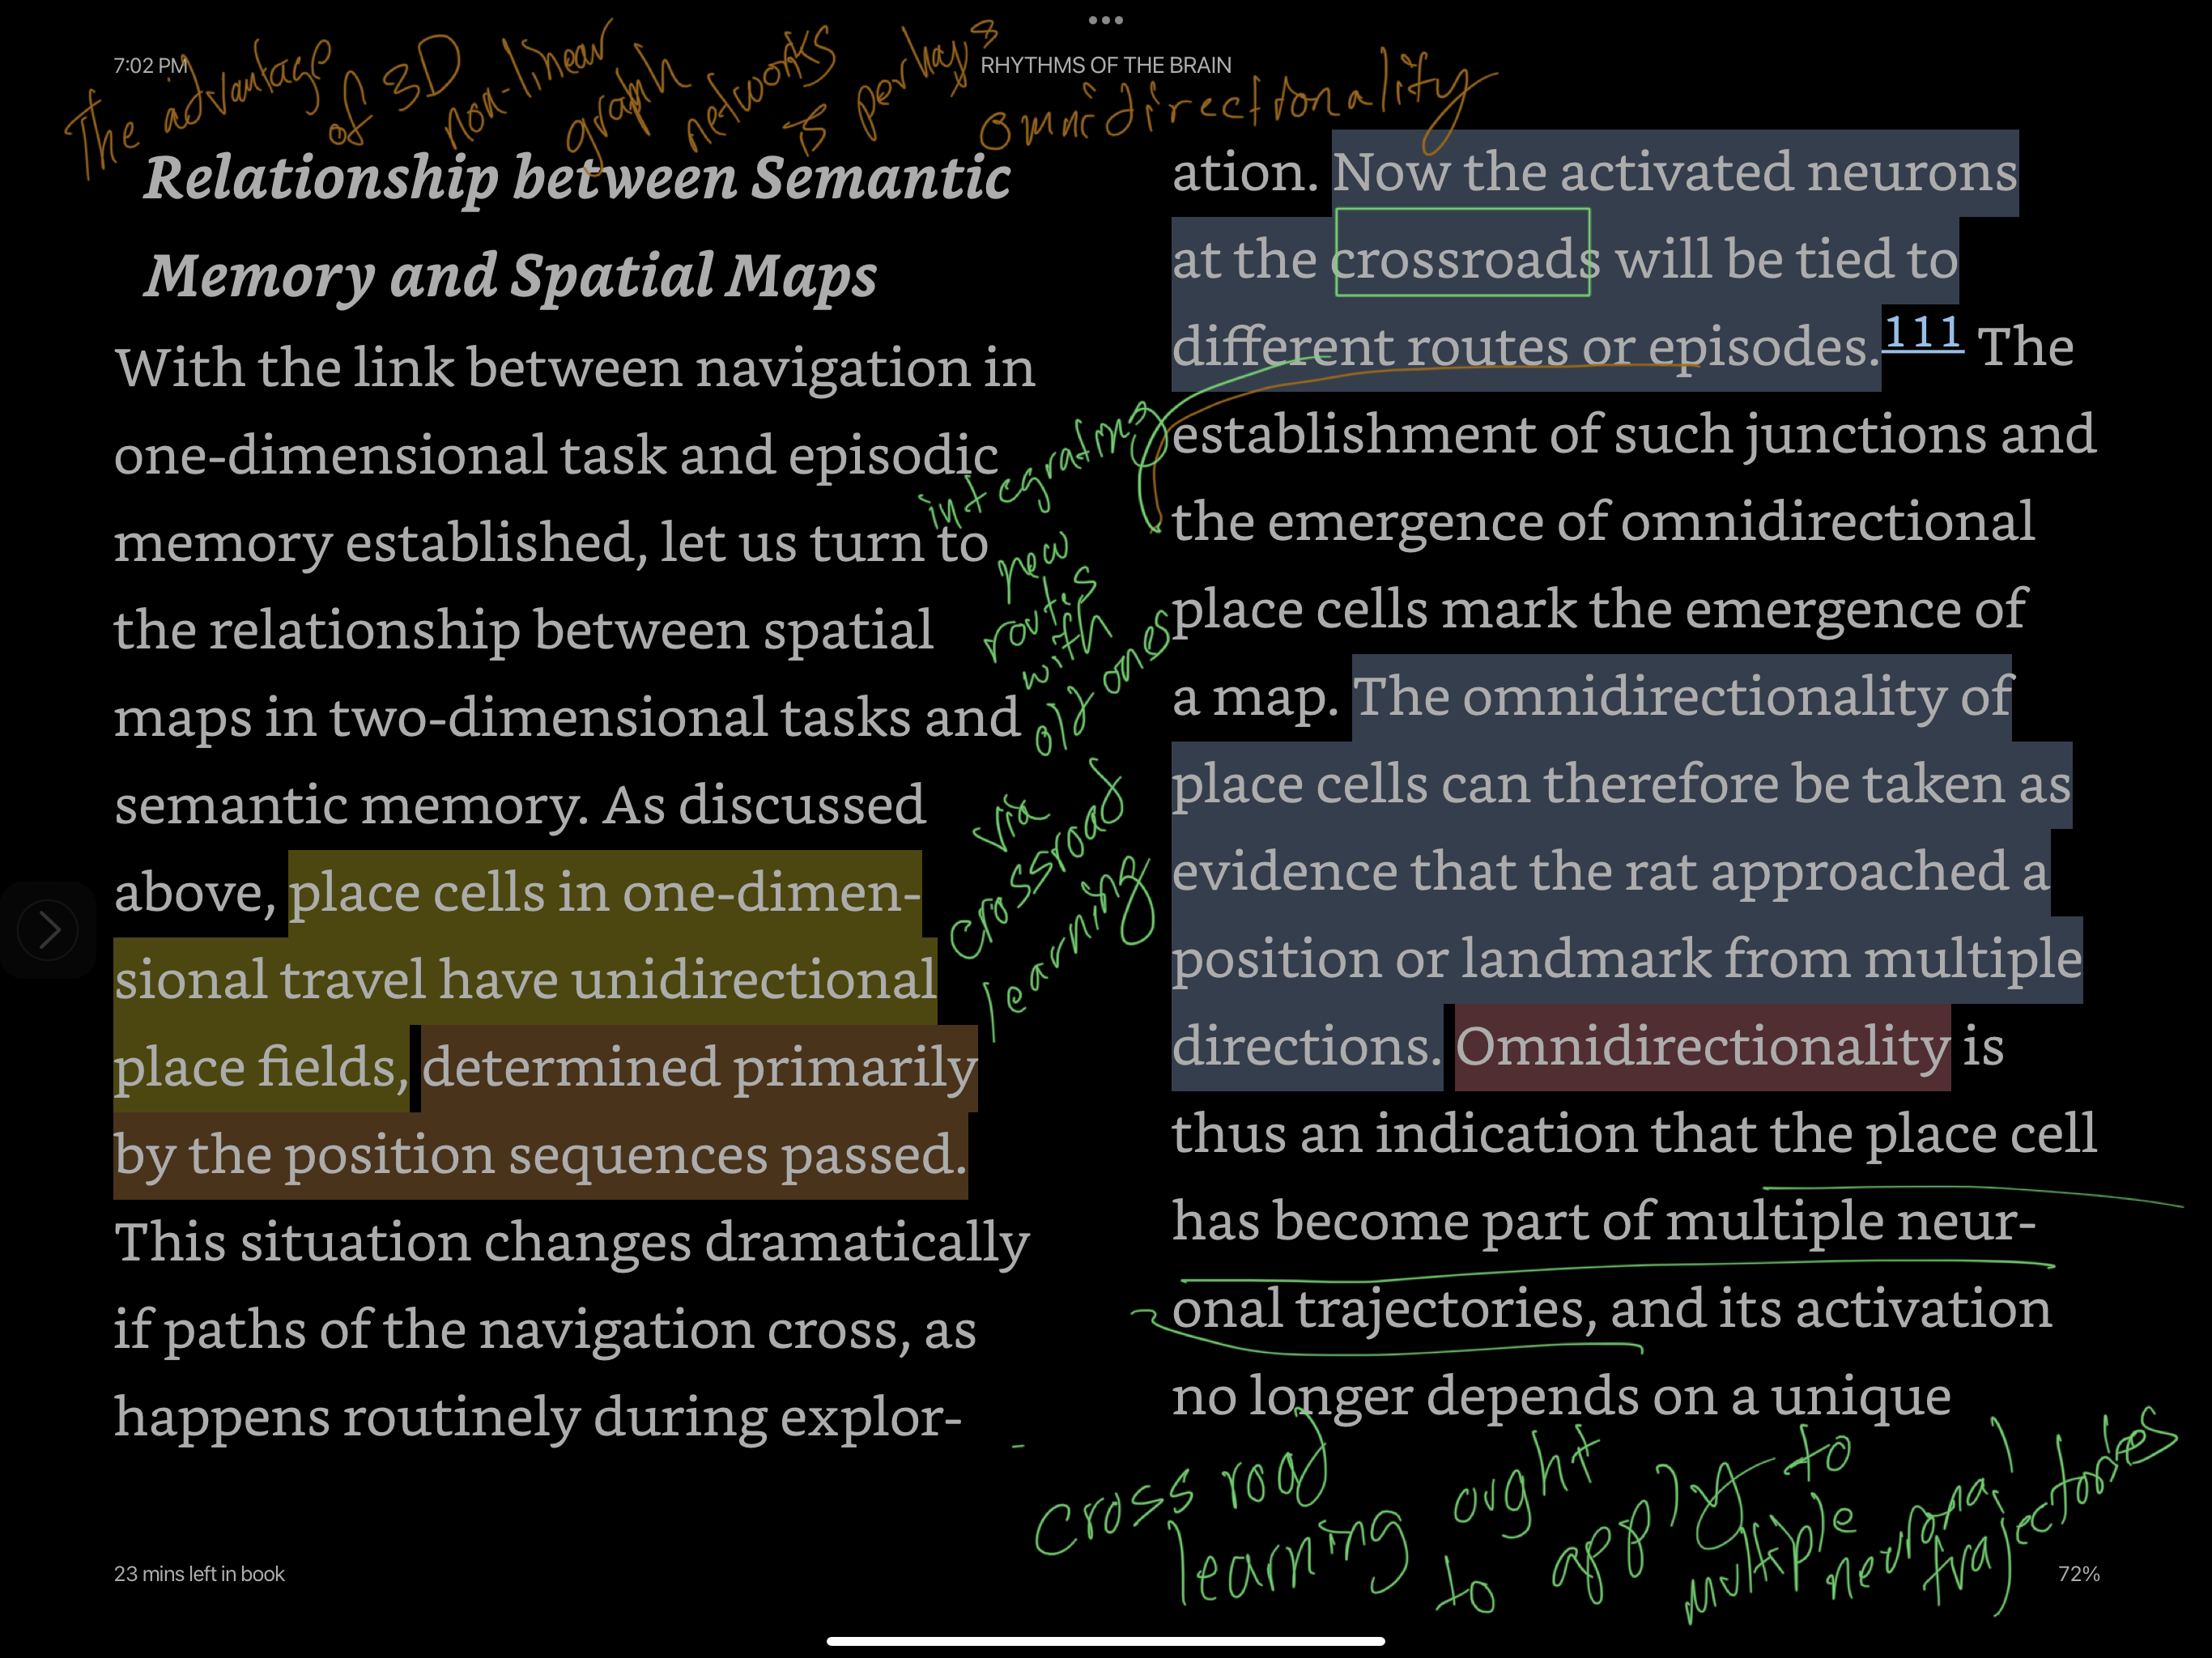 7:02 PM
RHYTHMS OF THE BRAIN
The advantage of 3D non-linear graph networks is perhaps omnidirectionality
Relationship between Semantic
Memory and Spatial Maps
With the link between navigation in
one-dimensional task and episodic
memory established, let us turn to
the relationship between spatial
maps in two-dimensional tasks and
semantic memory. As discussed
above, place cells in one-dimen-
sional travel have unidirectional
place fields, determined primarily
by the position sequences passed.
This situation changes dramatically
if paths of the navigation cross, as
happens routinely during explor-
integrating
new
routes
with
old ones
via
crossroad
learning
ation. Now the activated neurons
at the crossroads will be tied to
different routes or episodes.111 The
establishment of such junctions and
the emergence of omnidirectional
place cells mark the emergence of
a map. The omnidirectionality of
place cells can therefore be taken as
evidence that the rat approached a
position or landmark from multiple
directions. Omnidirectionality is
thus an indication that the place cell
has become part of multiple neur-
onal trajectories, and its activation
no longer depends on a unique
cross road
learning ought
to apply to
multiple
neuronal
trajectories
23 mins left in book
72%